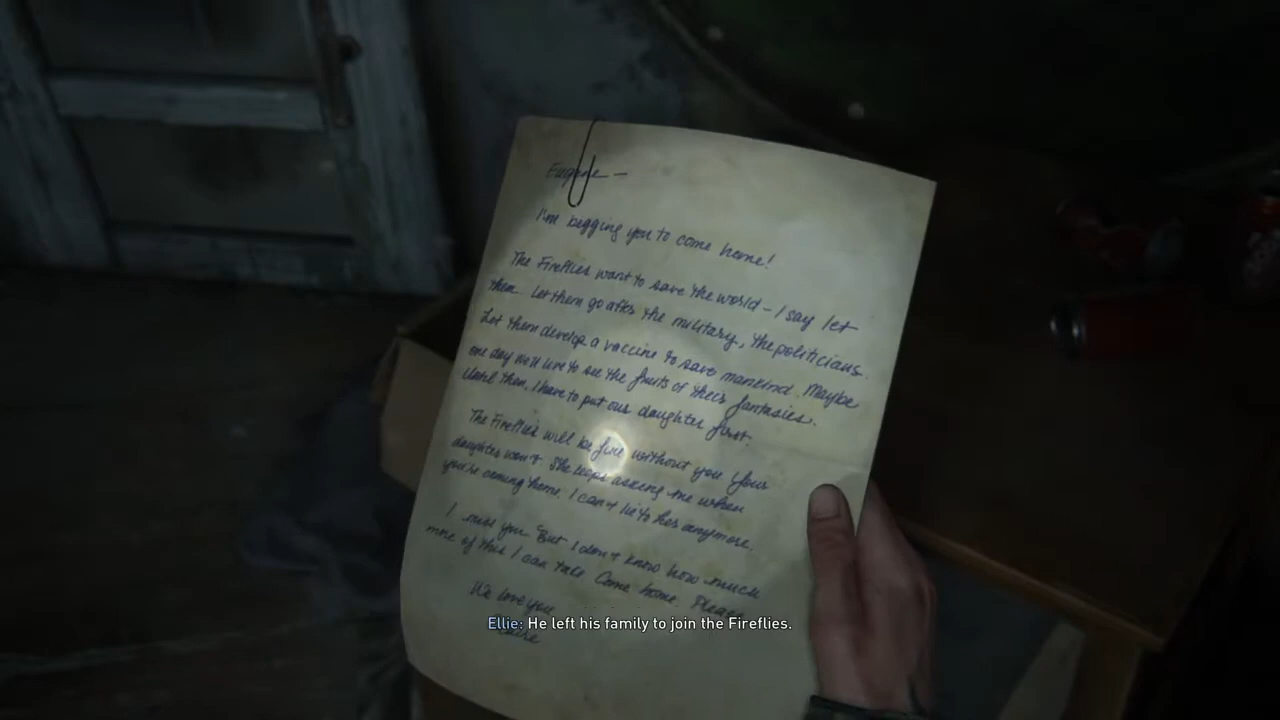 Eugene —
I'm begging you to come home!
The Fireflies want to save the world - I say let
them. Let them go after the military, the politicians.
Let them develop a vaccine to save mankind. Maybe
one day we'll live to see the fruits of their fantasies.
Until then, I have to put our daughter first.
The Fireflies will be fine without you. Your
daughter won't. She keeps asking me when
you're coming home. I can't lie to her anymore.
I miss you. But I don't know how much
more of this I can take. Come home. Please.
We love you
Ellie: He left his family to join the Fireflies.